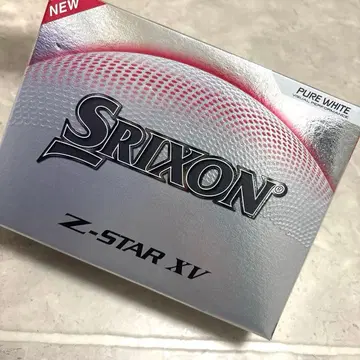 NEW
PURE WHITE
SRIXON®
Z-STAR XV